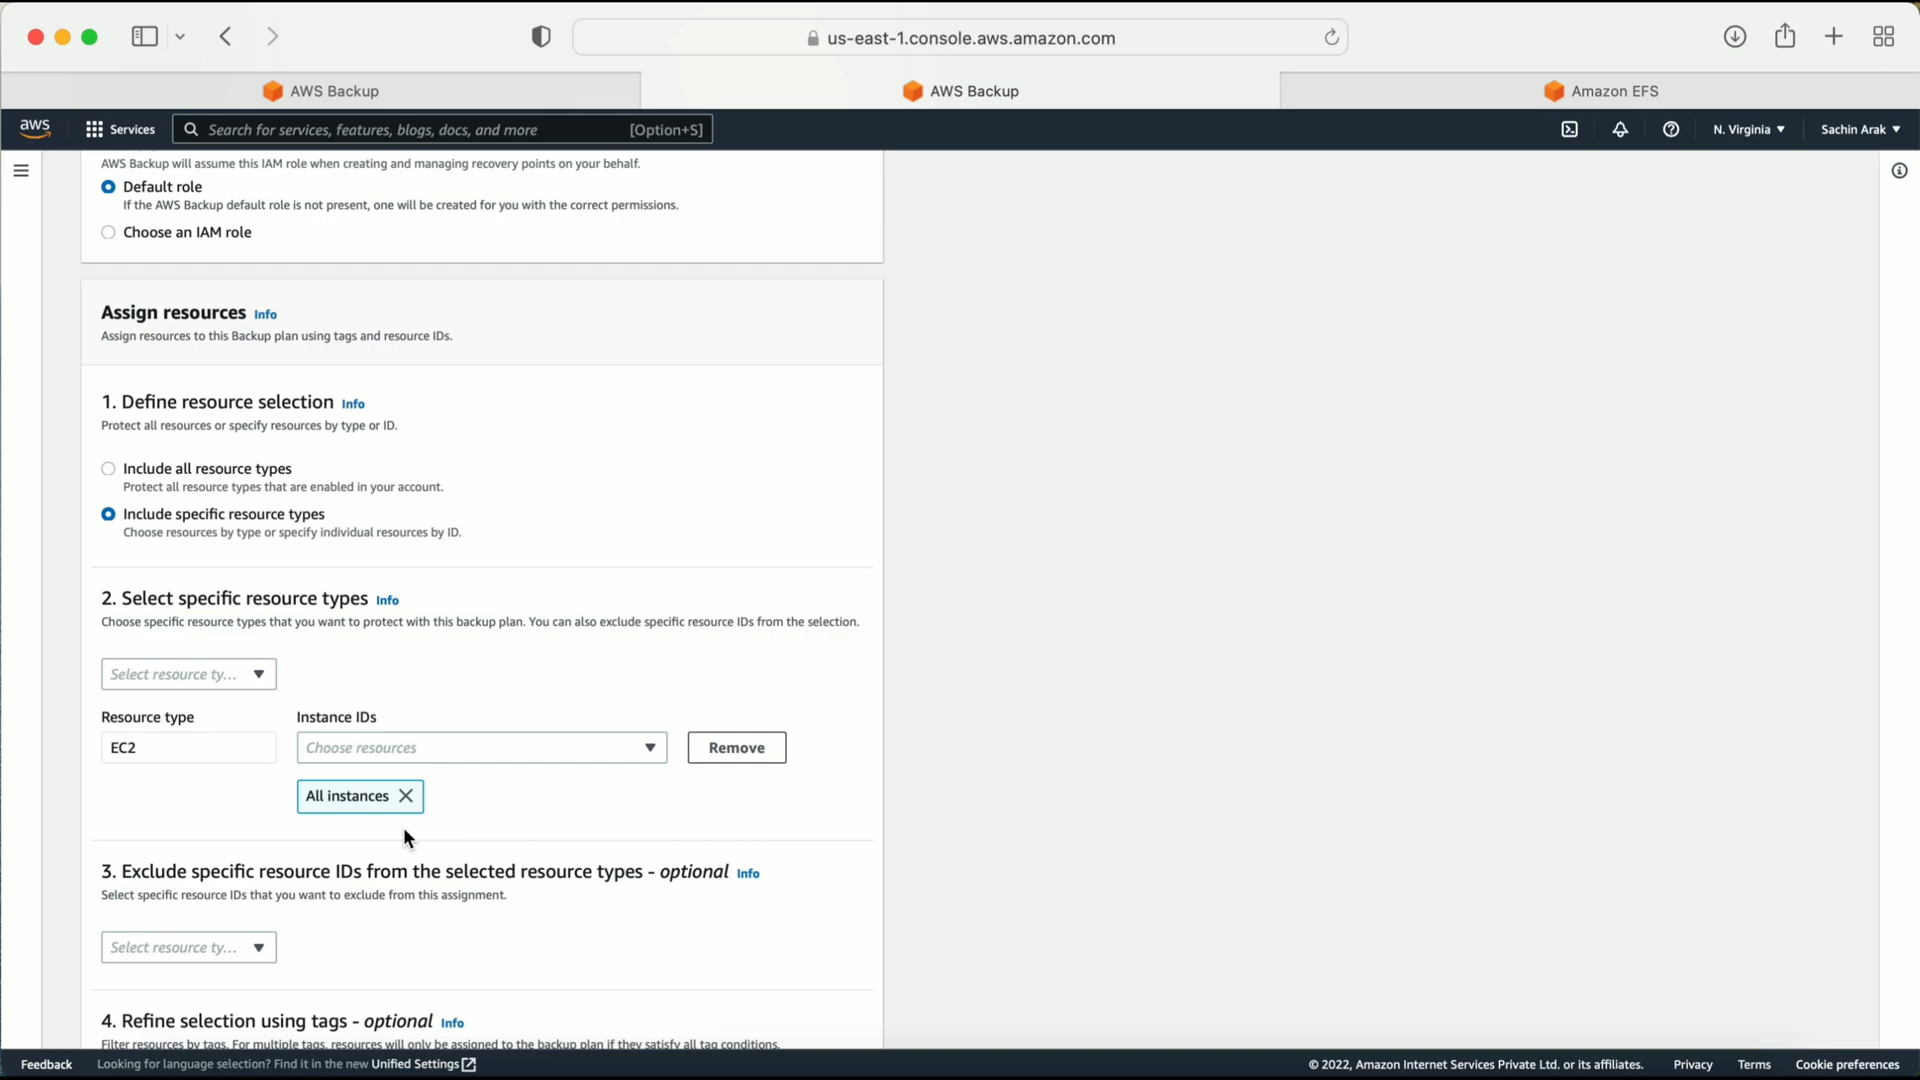 us-east-1.console.aws.amazon.com
AWS Backup
AWS Backup
Amazon EFS
aws
Services
Search for services, features, blogs, docs, and more
[Option+S]
N. Virginia
Sachin Arak
AWS Backup will assume this IAM role when creating and managing recovery points on your behalf.
Default role
If the AWS Backup default role is not present, one will be created for you with the correct permissions.
Choose an IAM role
Assign resources Info
Assign resources to this Backup plan using tags and resource IDs.
1. Define resource selection Info
Protect all resources or specify resources by type or ID.
Include all resource types
Protect all resource types that are enabled in your account.
Include specific resource types
Choose resources by type or specify individual resources by ID.
2. Select specific resource types Info
Choose specific resource types that you want to protect with this backup plan. You can also exclude specific resource IDs from the selection.
Select resource ty...
Resource type
Instance IDs
EC2
Choose resources
Remove
All instances
3. Exclude specific resource IDs from the selected resource types - optional Info
Select specific resource IDs that you want to exclude from this assignment.
Select resource ty...
4. Refine selection using tags - optional Info
Filter resources by tags. For multiple tags, resources will only be assigned to the backup plan if they satisfy all tag conditions.
Feedback
Looking for language selection? Find it in the new Unified Settings
© 2022, Amazon Internet Services Private Ltd. or its affiliates.
Privacy
Terms
Cookie preferences